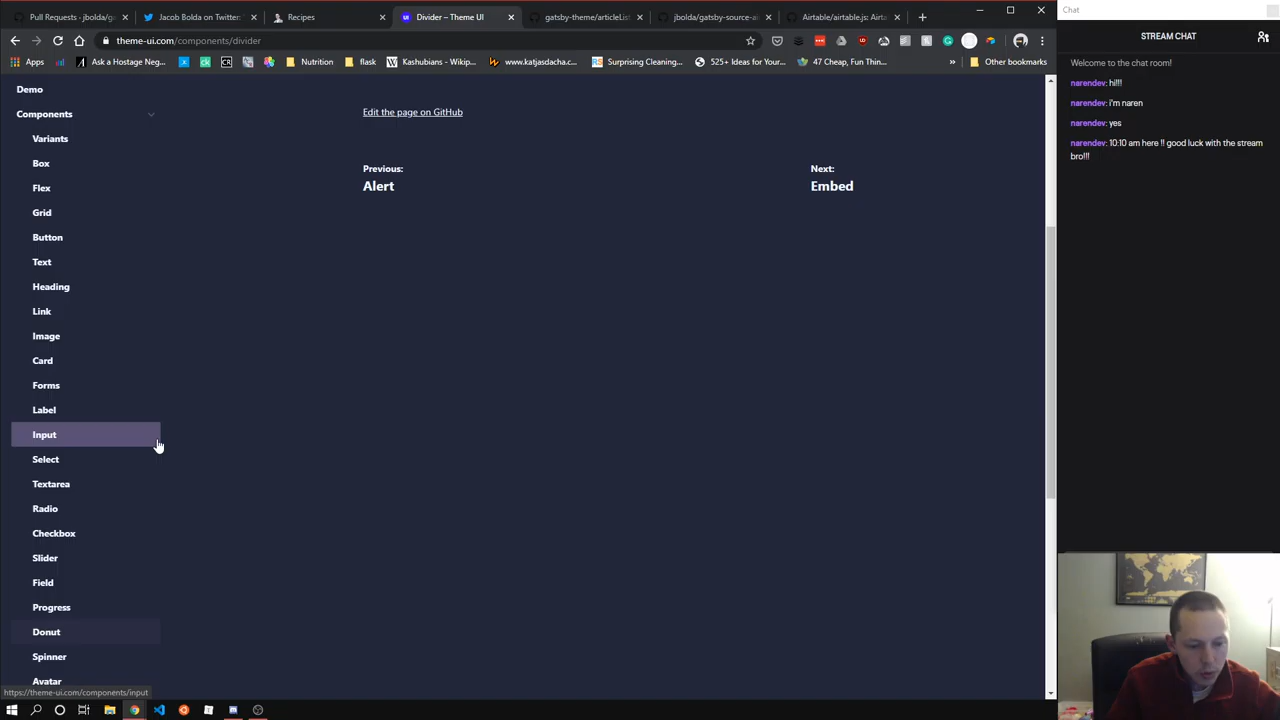 Pull Requests · jbolda/ga
Jacob Bolda on Twitter:
Recipes
Divider – Theme UI
gatsby-theme/articleList
jbolda/gatsby-source-ai
Airtable/airtable.js: Airta
theme-ui.com/components/divider
Apps
Ask a Hostage Neg...
Nutrition
flask
Kashubians - Wikip...
www.katjasdacha.c...
Surprising Cleaning...
525+ Ideas for Your...
47 Cheap, Fun Thin...
»
Other bookmarks
Demo
Components
Variants
Box
Flex
Grid
Button
Text
Heading
Link
Image
Card
Forms
Label
Input
Select
Textarea
Radio
Checkbox
Slider
Field
Progress
Donut
Spinner
Avatar
https://theme-ui.com/components/input
Edit the page on GitHub
Previous:
Alert
Next:
Embed
Chat
STREAM CHAT
Welcome to the chat room!
narendev: hi!!!
narendev: i'm naren
narendev: yes
narendev: 10:10 am here !! good luck with the stream
bro!!!